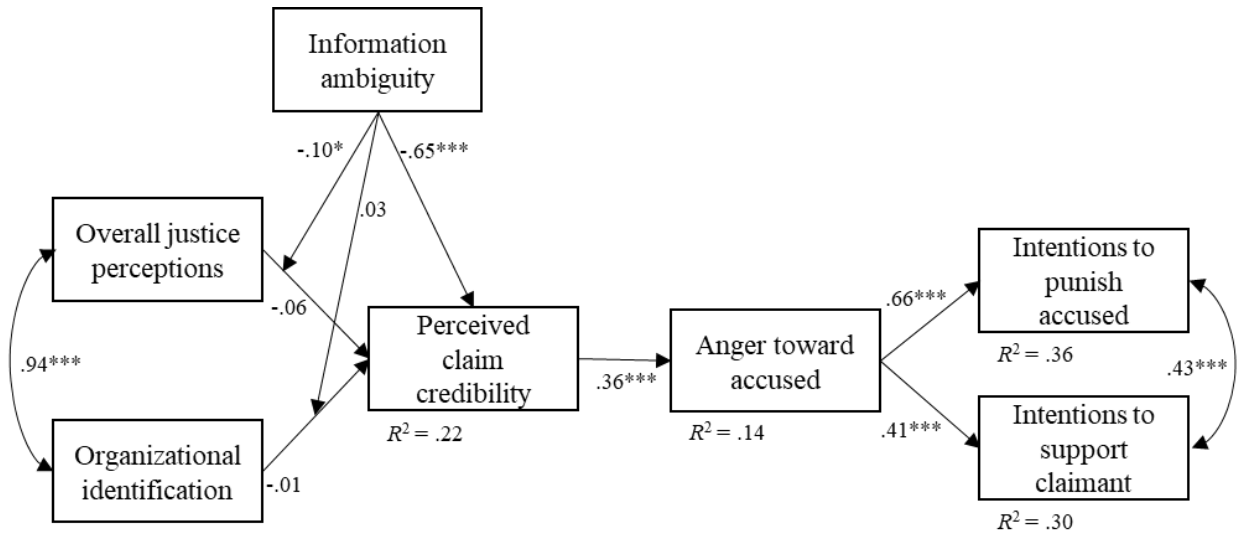 Information
ambiguity
-.10*
-.65***
.03
Overall justice
perceptions
-.06
.94***
Organizational
identification
-.01
Perceived
claim
credibility
R² = .22
.36***
Anger toward
accused
R² = .14
.66***
.41***
Intentions to
punish
accused
R² = .36
.43***
Intentions to
support
claimant
R² = .30